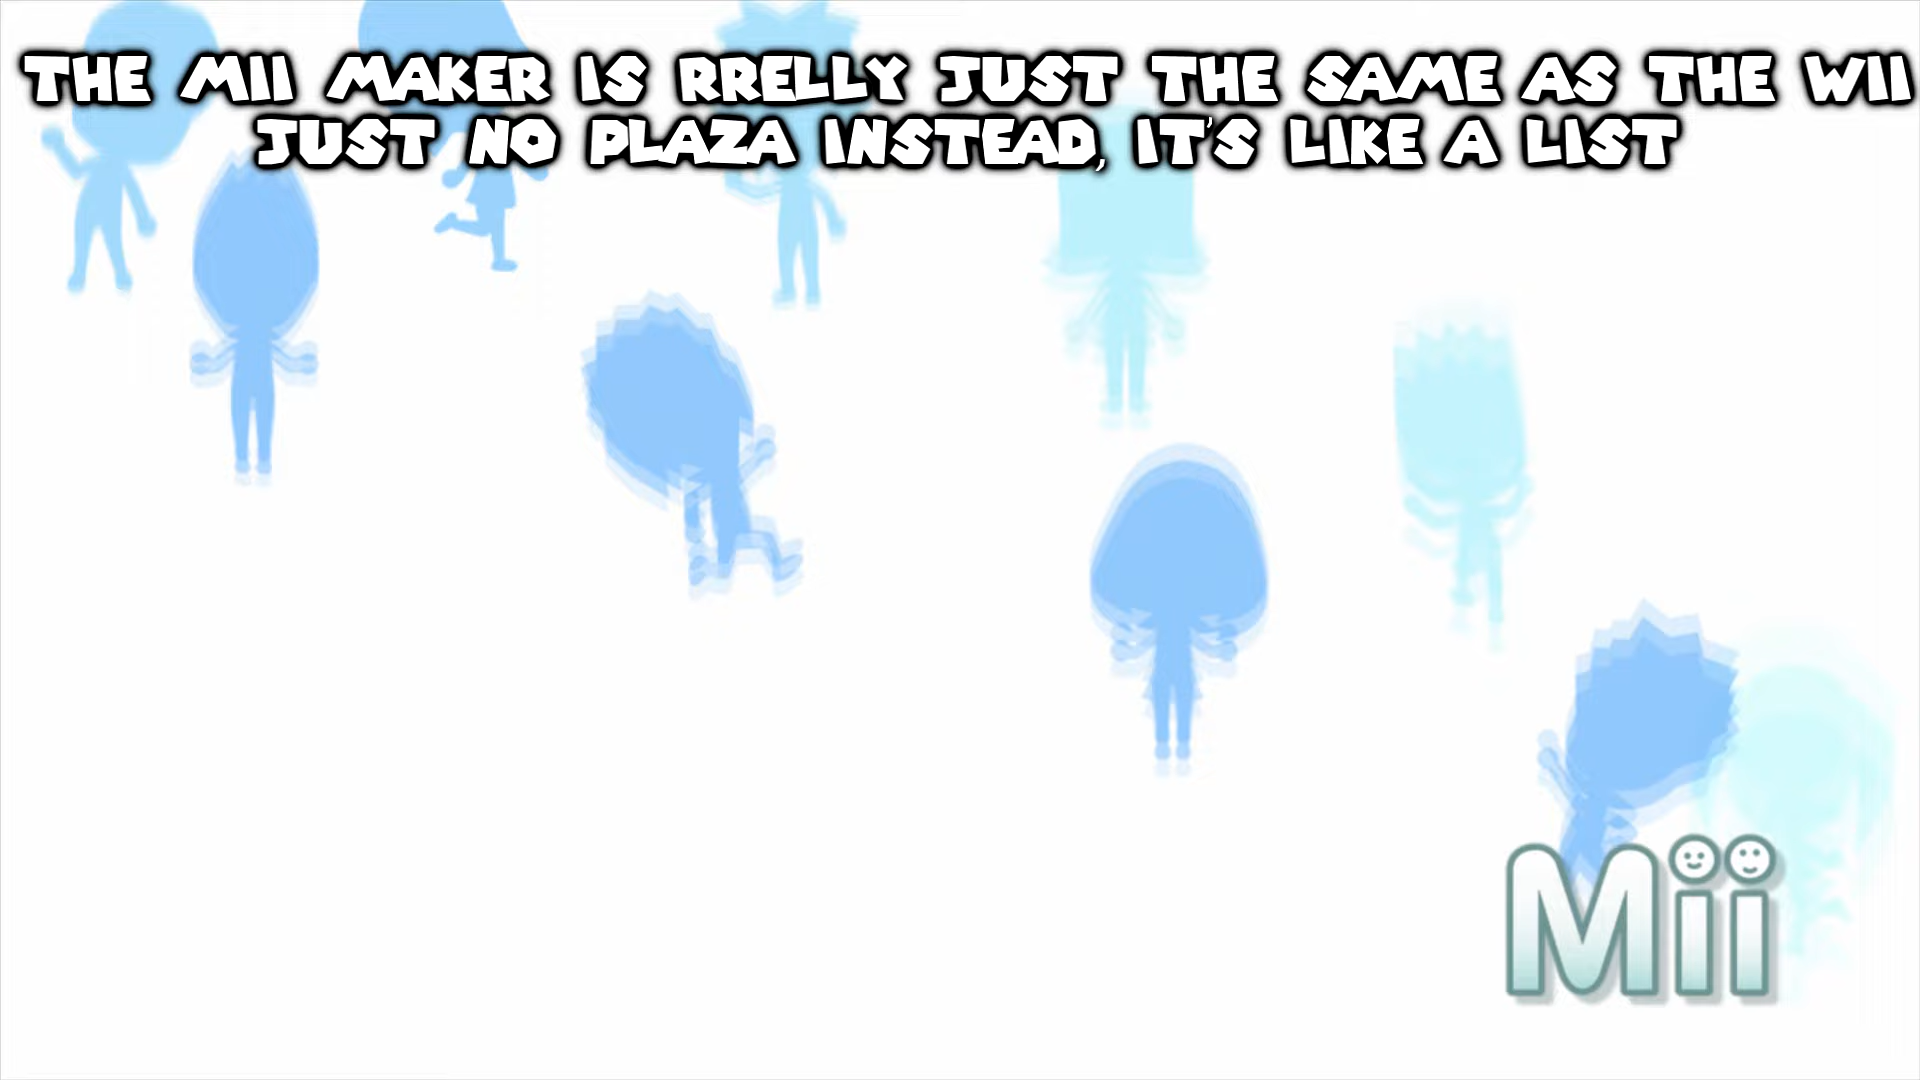 THE MII MAKER IS RRELLY JUST THE SAME AS THE WII
JUST NO PLAZA INSTEAD, IT'S LIKE A LIST
Mii